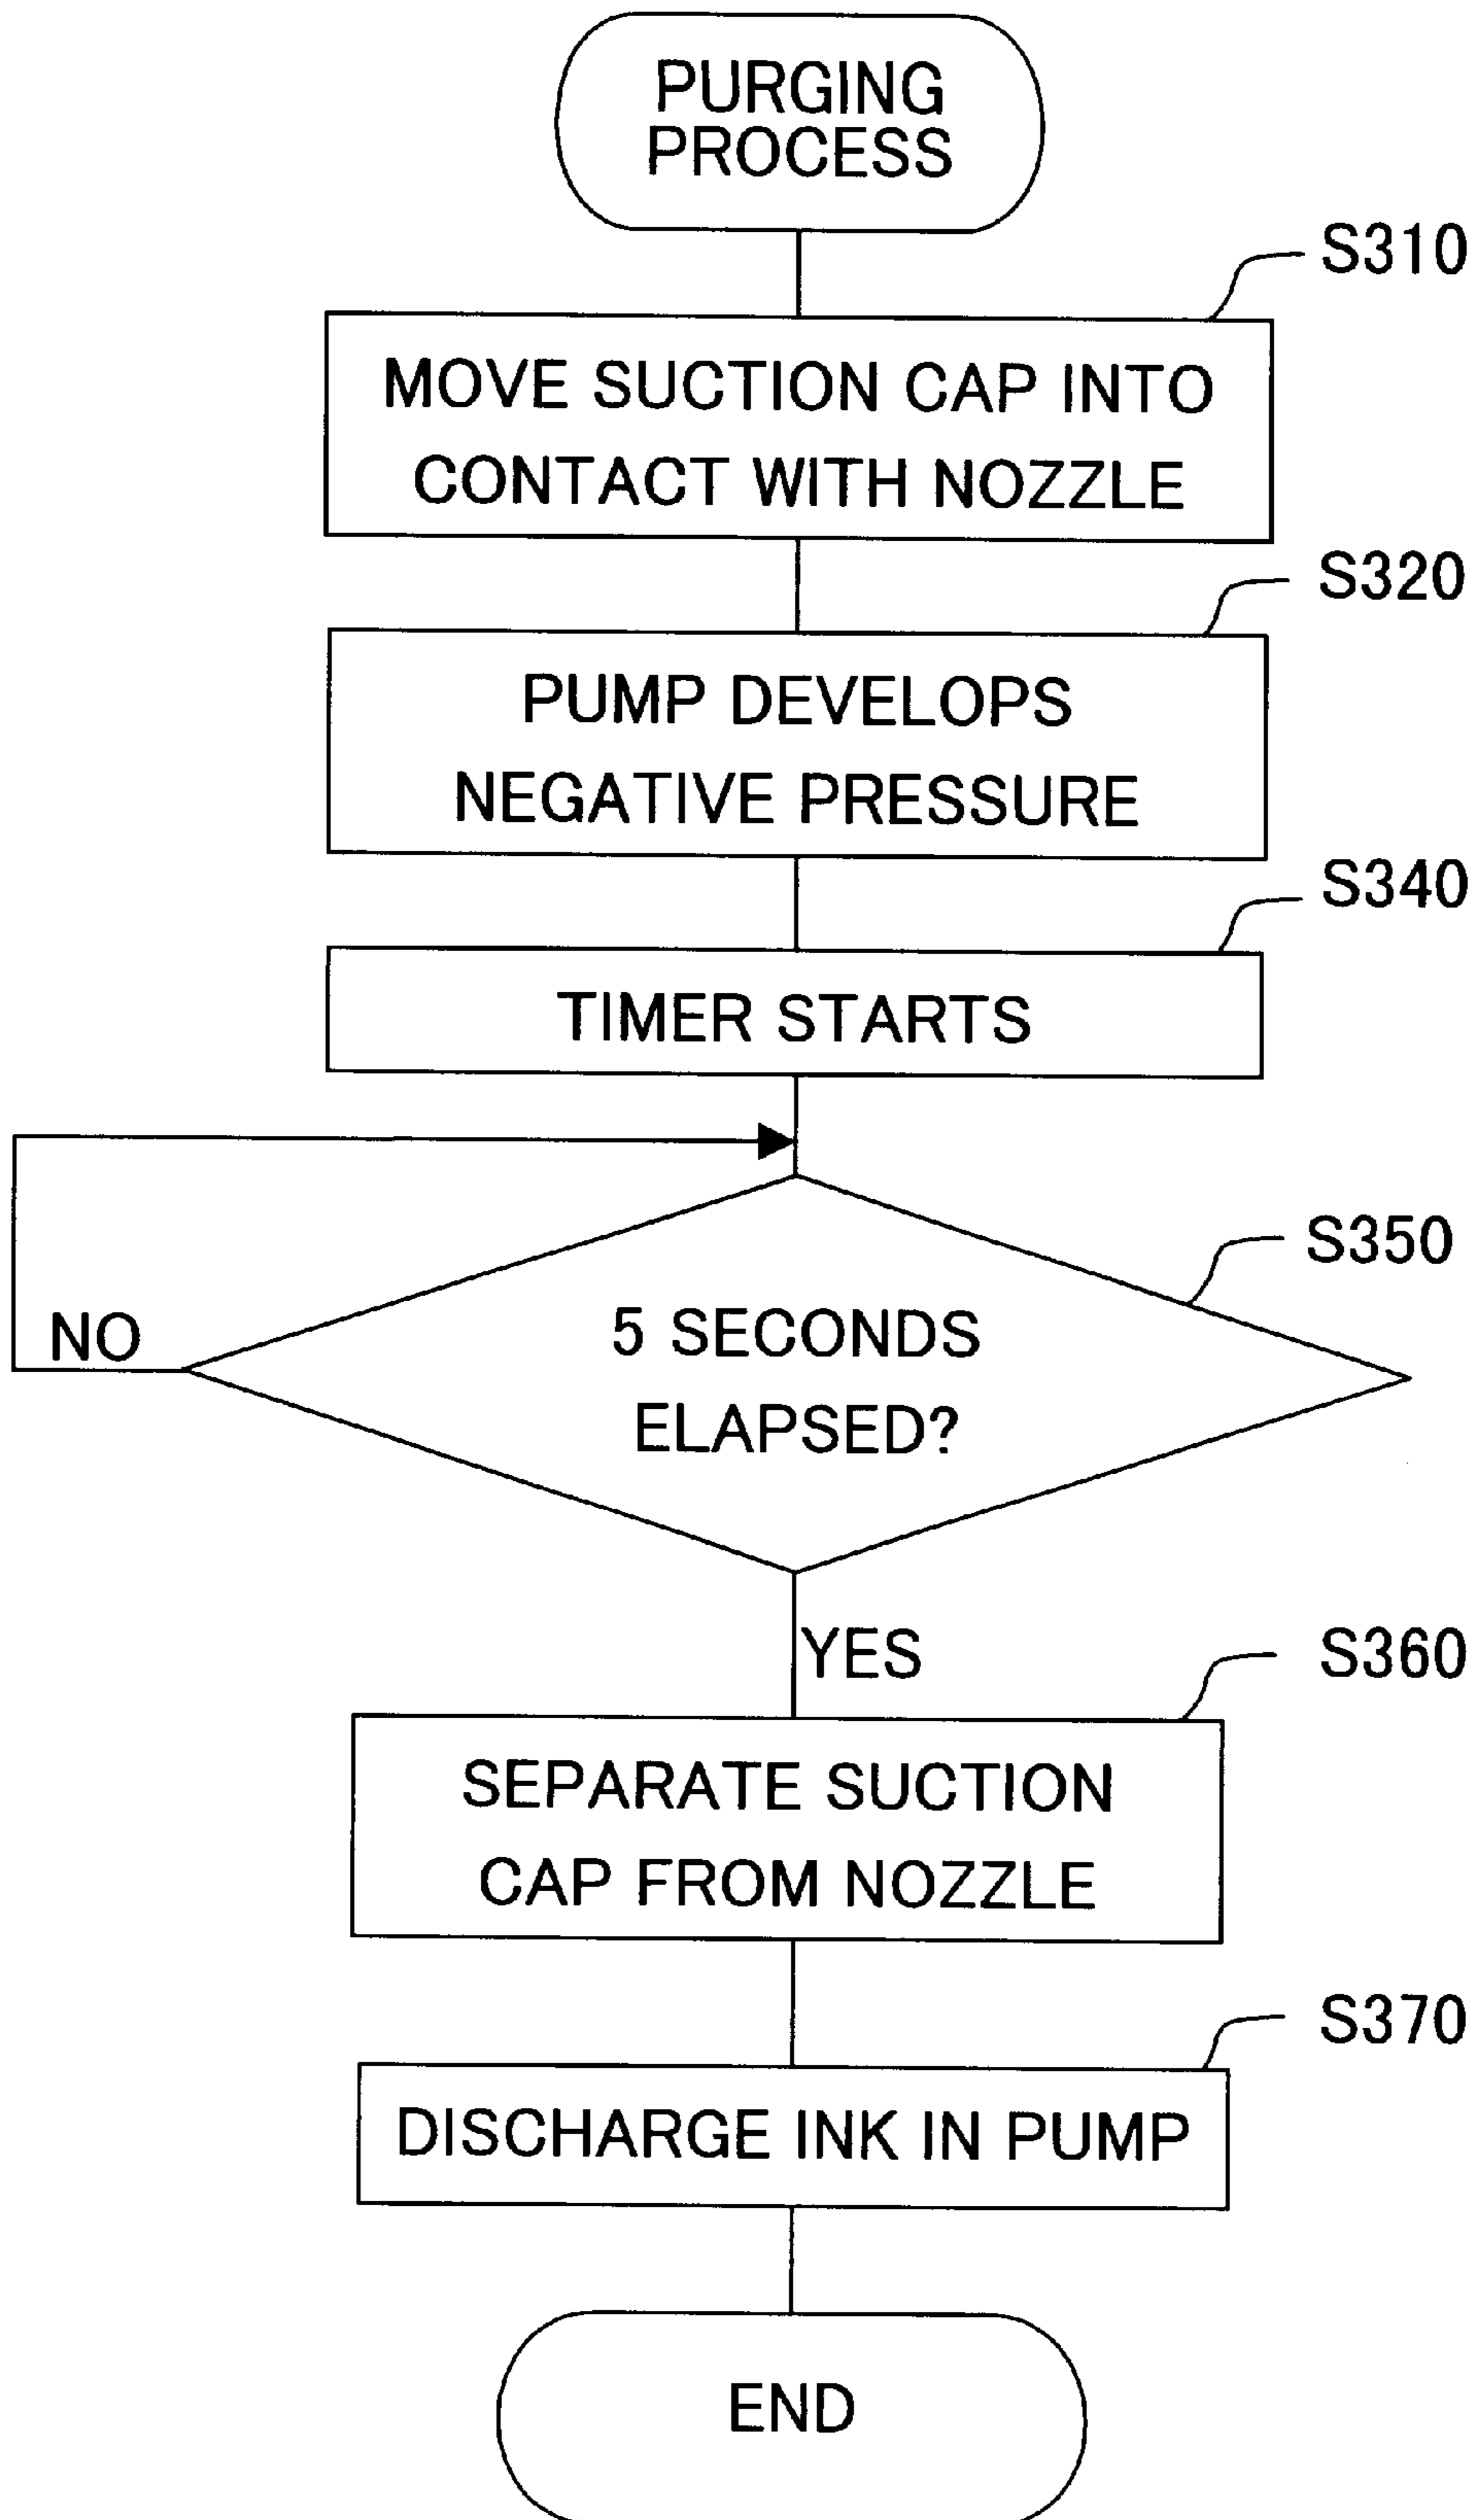 PURGING
PROCESS
S310
MOVE SUCTION CAP INTO
CONTACT WITH NOZZLE
S320
PUMP DEVELOPS
NEGATIVE PRESSURE
S340
TIMER STARTS
S350
NO
5 SECONDS
ELAPSED?
YES
S360
SEPARATE SUCTION
CAP FROM NOZZLE
S370
DISCHARGE INK IN PUMP
END